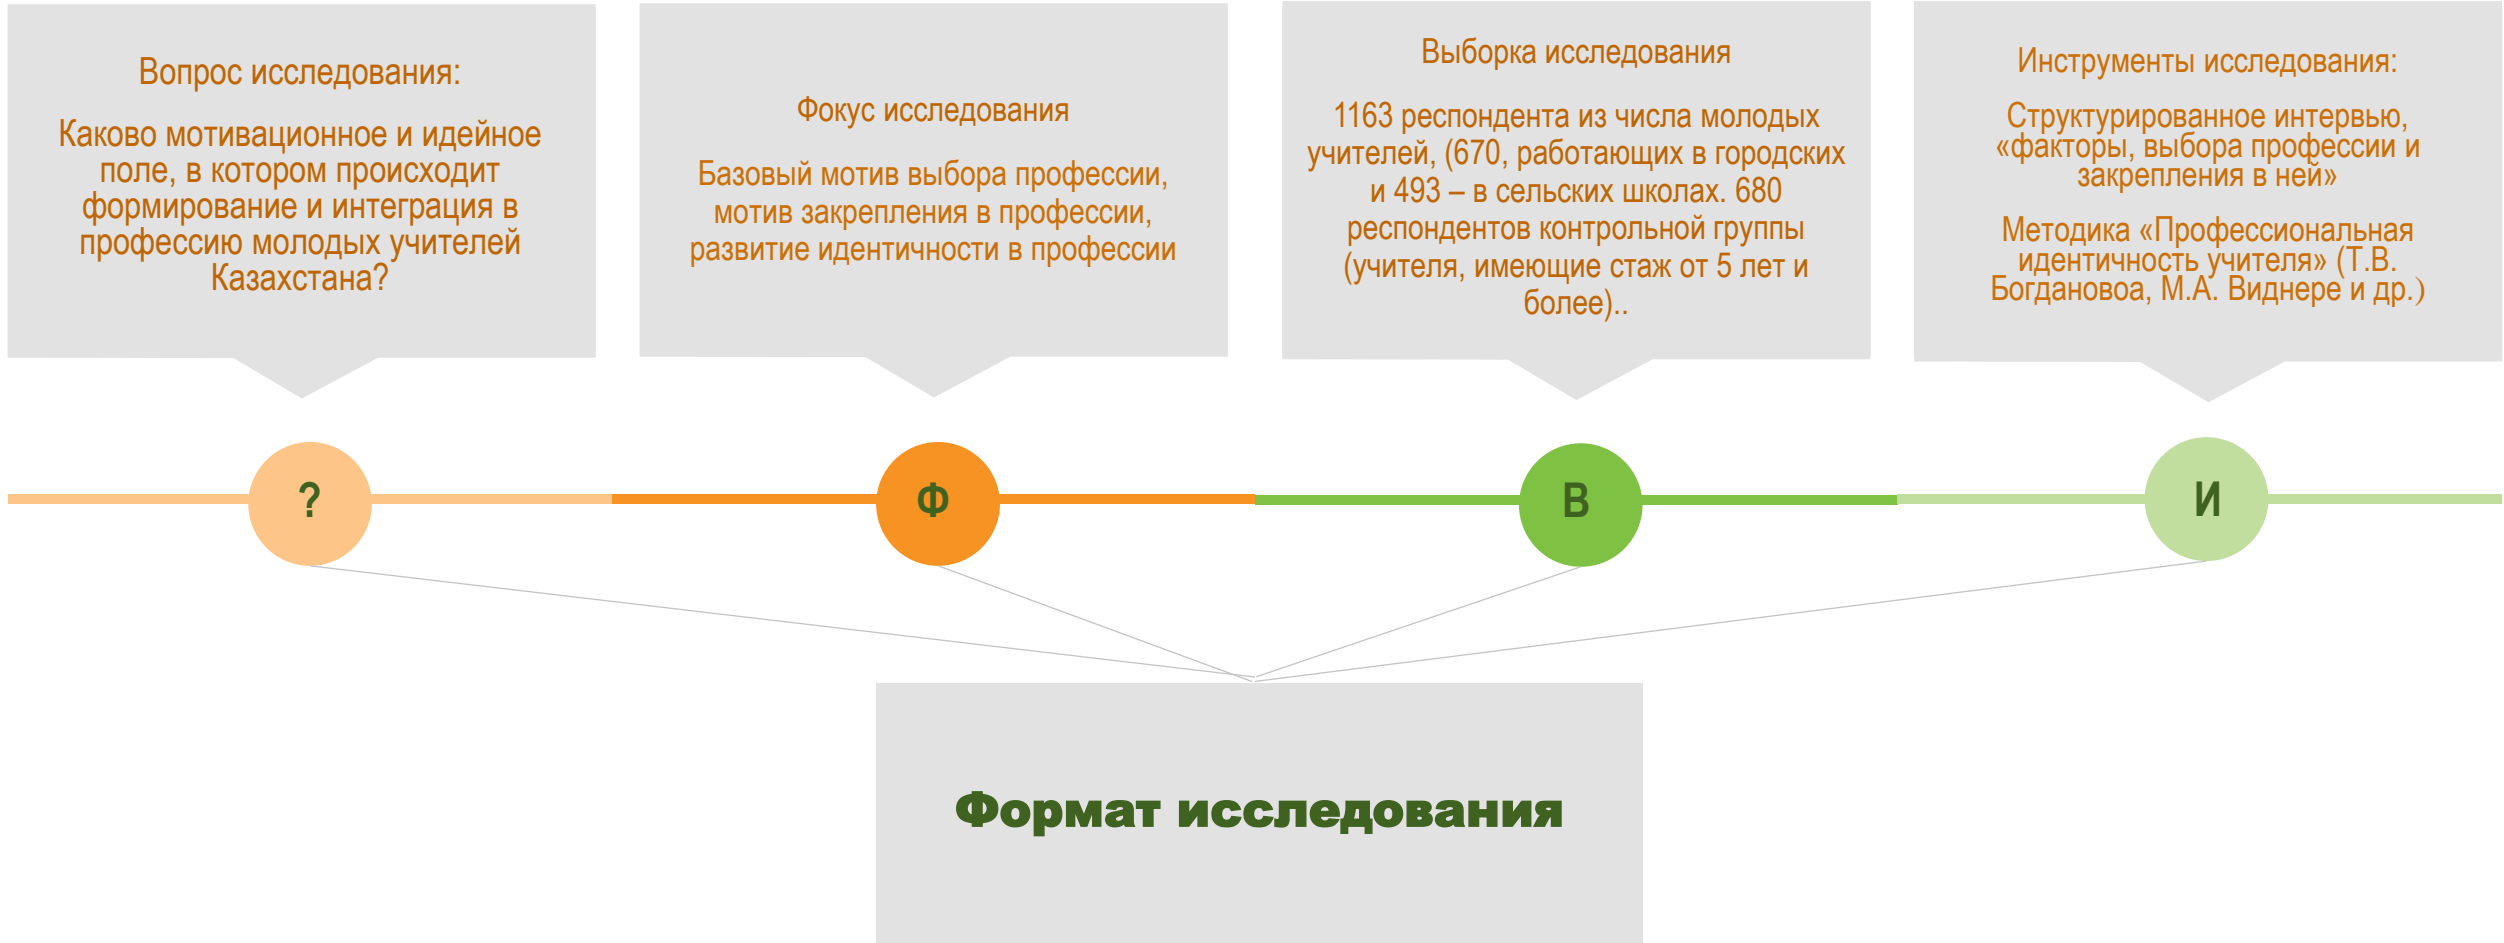 Вопрос исследования:
Каково мотивационное и идейное
поле, в котором происходит
формирование и интеграция в
профессию молодых учителей
Казахстана?
Фокус исследования
Базовый мотив выбора профессии,
мотив закрепления в профессии,
развитие идентичности в профессии
Выборка исследования
1163 респондента из числа молодых
учителей, (670, работающих в городских
и 493 – в сельских школах. 680
респондентов контрольной группы
(учителя, имеющие стаж от 5 лет и
более)..
Инструменты исследования:
Структурированное интервью,
«факторы, выбора профессии и
закрепления в ней»
Методика «Профессиональная
идентичность учителя» (Т.В.
Богдановоа, М.А. Виднере и др.)
?
Ф
В
И
Формат исследования